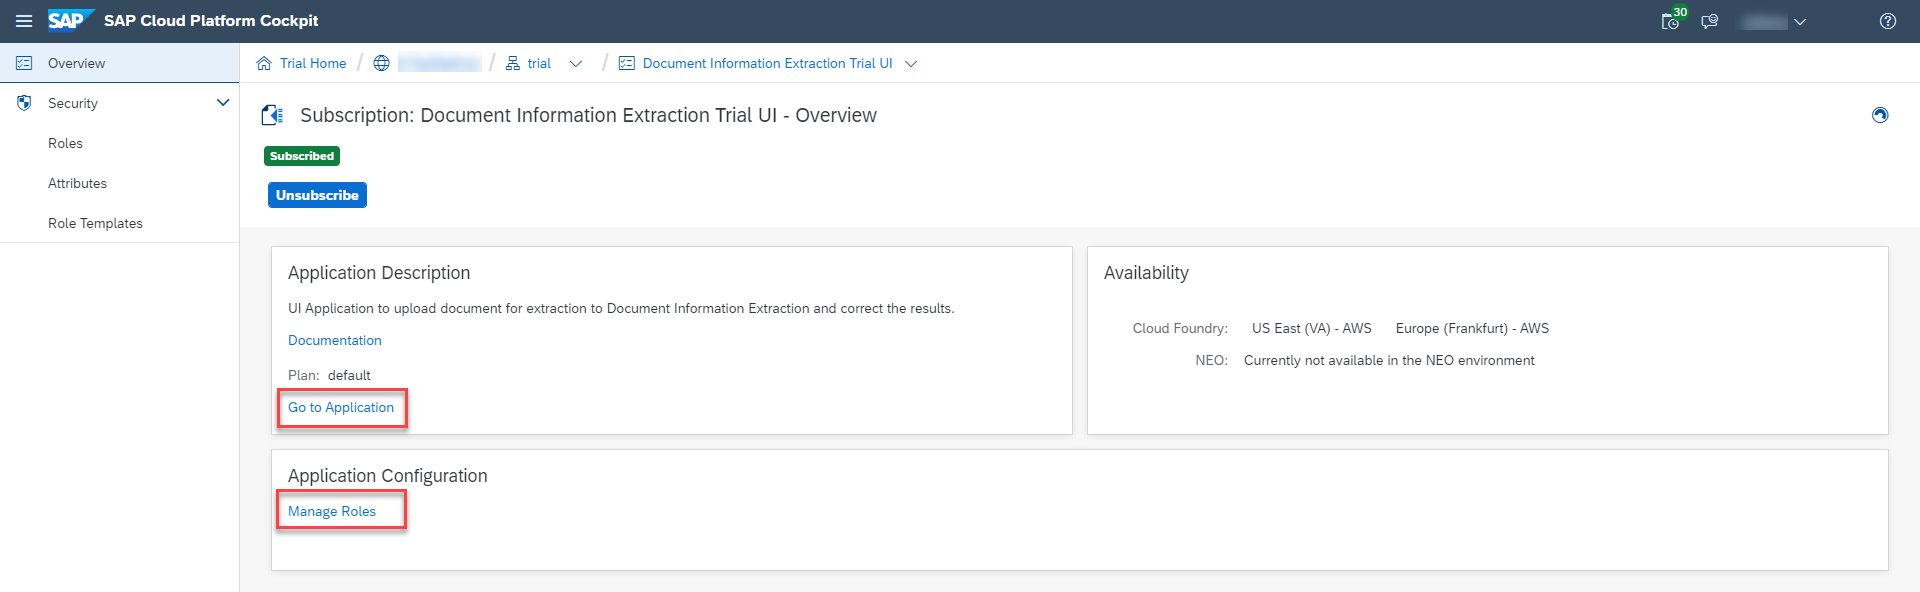 SAP SAP Cloud Platform Cockpit 30
Overview
Security
Roles
Attributes
Role Templates
Trial Home / / trial / Document Information Extraction Trial UI
Subscription: Document Information Extraction Trial UI - Overview
Subscribed
Unsubscribe
Application Description
UI Application to upload document for extraction to Document Information Extraction and correct the results.
Documentation
Plan: default
Go to Application
Availability
Cloud Foundry: US East (VA) - AWS Europe (Frankfurt) - AWS
NEO: Currently not available in the NEO environment
Application Configuration
Manage Roles